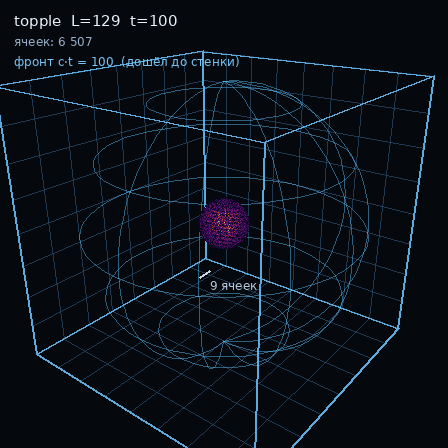 topple  L=129  t=100
ячеек: 6 507
фронт c·t = 100  (дошёл до стенки)
9 ячеек